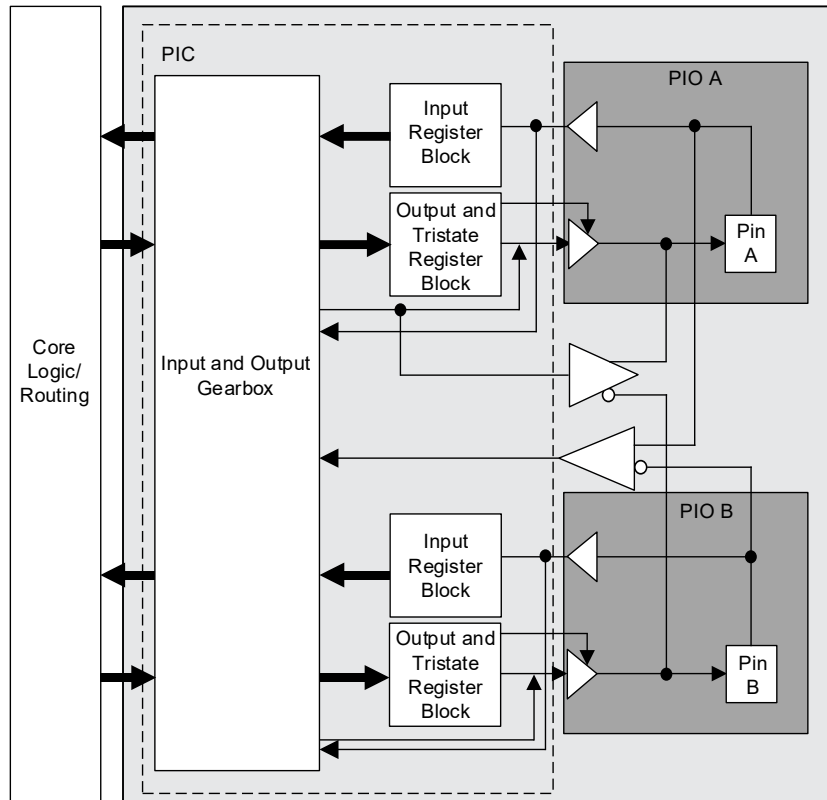 PIC
PIO A
Input
Register
Block
Output and
Tristate
Register
Block
Pin
A
Core
Logic/
Routing
Input and Output
Gearbox
PIO B
Input
Register
Block
Output and
Tristate
Register
Block
Pin
B